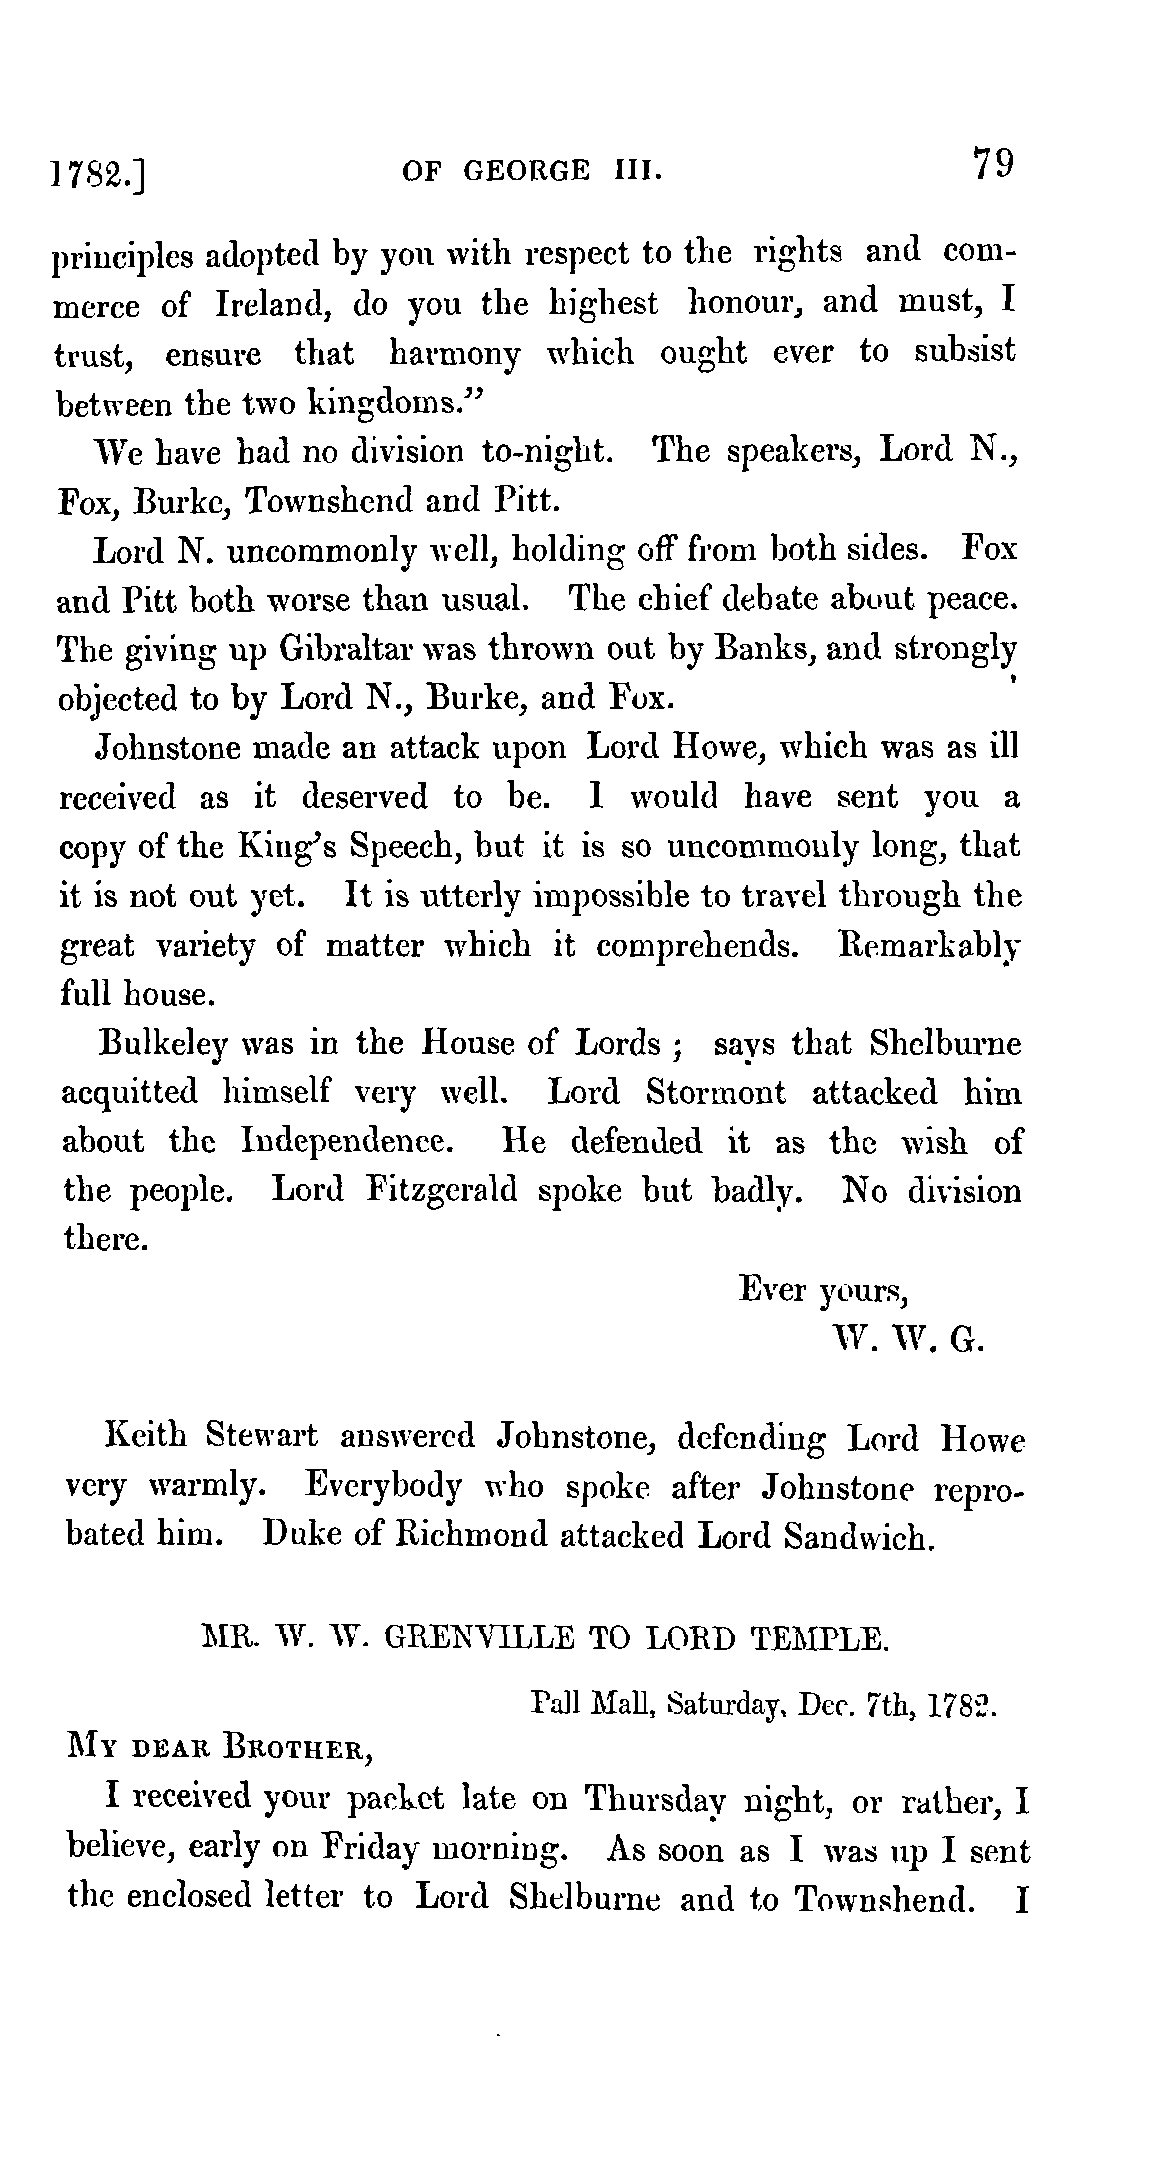 1782.] OF GEORGE III. 79
principles adopted by you with respect to the rights and com-
merce of Ireland, do you the highest honour, and must, I
trust, ensure that harmony which ought ever to subsist
between the two kingdoms.”
We have had no division to-night. The speakers, Lord N.,
Fox, Burke, Townshend and Pitt.
Lord N. uncommonly well, holding off from both sides. Fox
and Pitt both worse than usual. The chief debate about peace.
The giving up Gibraltar was thrown out by Banks, and strongly
objected to by Lord N., Burke, and Fox.
Johnstone made an attack upon Lord Howe, which was as ill
received as it deserved to be. I would have sent you a
copy of the King’s Speech, but it is so uncommonly long, that
it is not out yet. It is utterly impossible to travel through the
great variety of matter which it comprehends. Remarkably
full house.
Bulkeley was in the House of Lords ; says that Shelburne
acquitted himself very well. Lord Stormont attacked him
about the Independence. He defended it as the wish of
the people. Lord Fitzgerald spoke but badly. No division
there.
Ever yours,
W. W. G.
Keith Stewart answered Johnstone, defending Lord Howe
very warmly. Everybody who spoke after Johnstone repro-
bated him. Duke of Richmond attacked Lord Sandwich.
MR. W. W. GRENVILLE TO LORD TEMPLE.
Pall Mall, Saturday, Dec. 7th, 1782.
MY DEAR BROTHER,
I received your packet late on Thursday night, or rather, I
believe, early on Friday morning. As soon as I was up I sent
the enclosed letter to Lord Shelburne and to Townshend. I